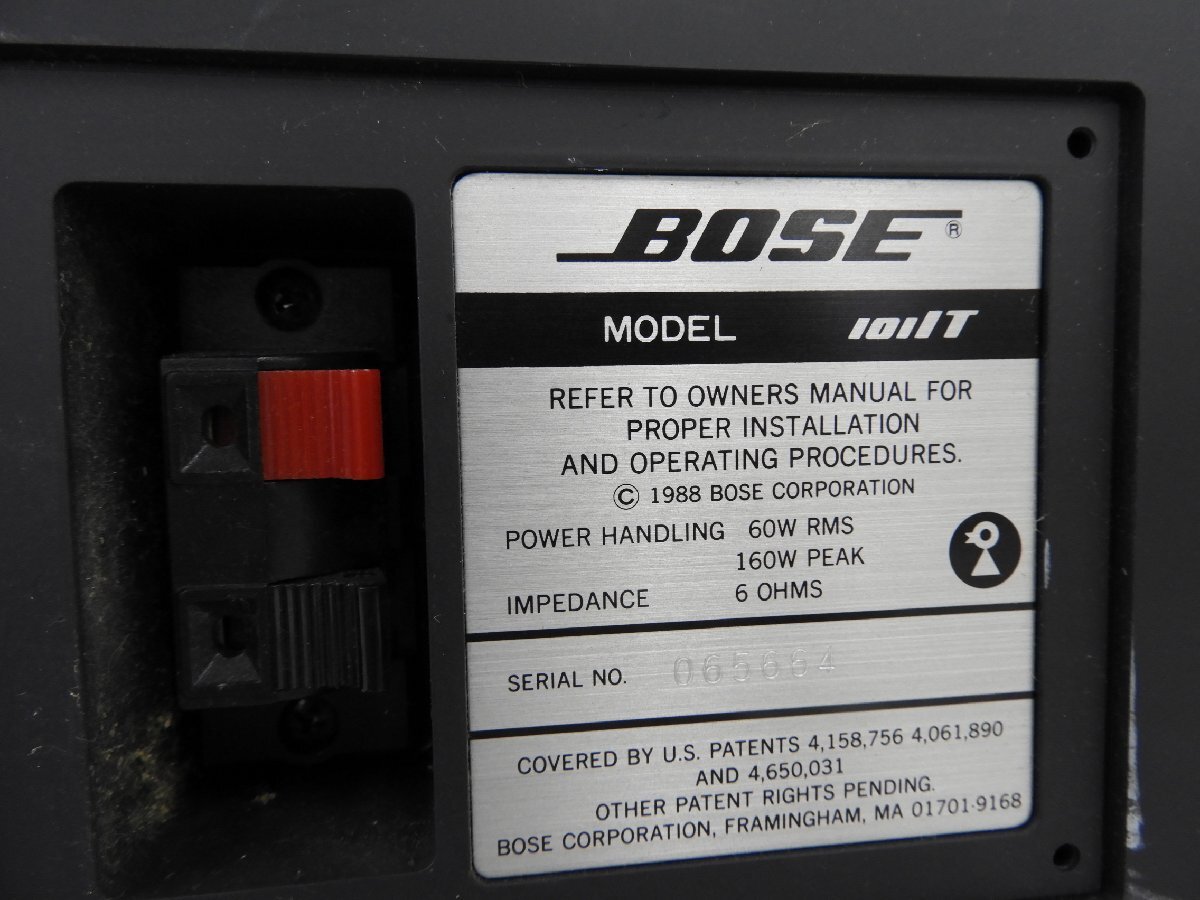 BOSE®
MODEL 101IT
REFER TO OWNERS MANUAL FOR
PROPER INSTALLATION
AND OPERATING PROCEDURES.
© 1988 BOSE CORPORATION
POWER HANDLING 60W RMS
160W PEAK
IMPEDANCE 6 OHMS
SERIAL NO. 065664
COVERED BY U.S. PATENTS 4,158,756 4,061,890
AND 4,650,031
OTHER PATENT RIGHTS PENDING.
BOSE CORPORATION, FRAMINGHAM, MA 01701-9168